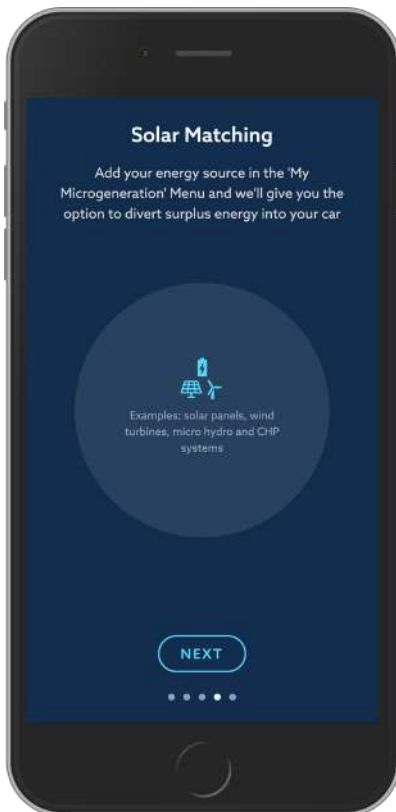 Solar Matching
Add your energy source in the 'My
Microgeneration' Menu and we'll give you the
option to divert surplus energy into your car
Examples: solar panels, wind
turbines, micro hydro and CHP
systems
NEXT